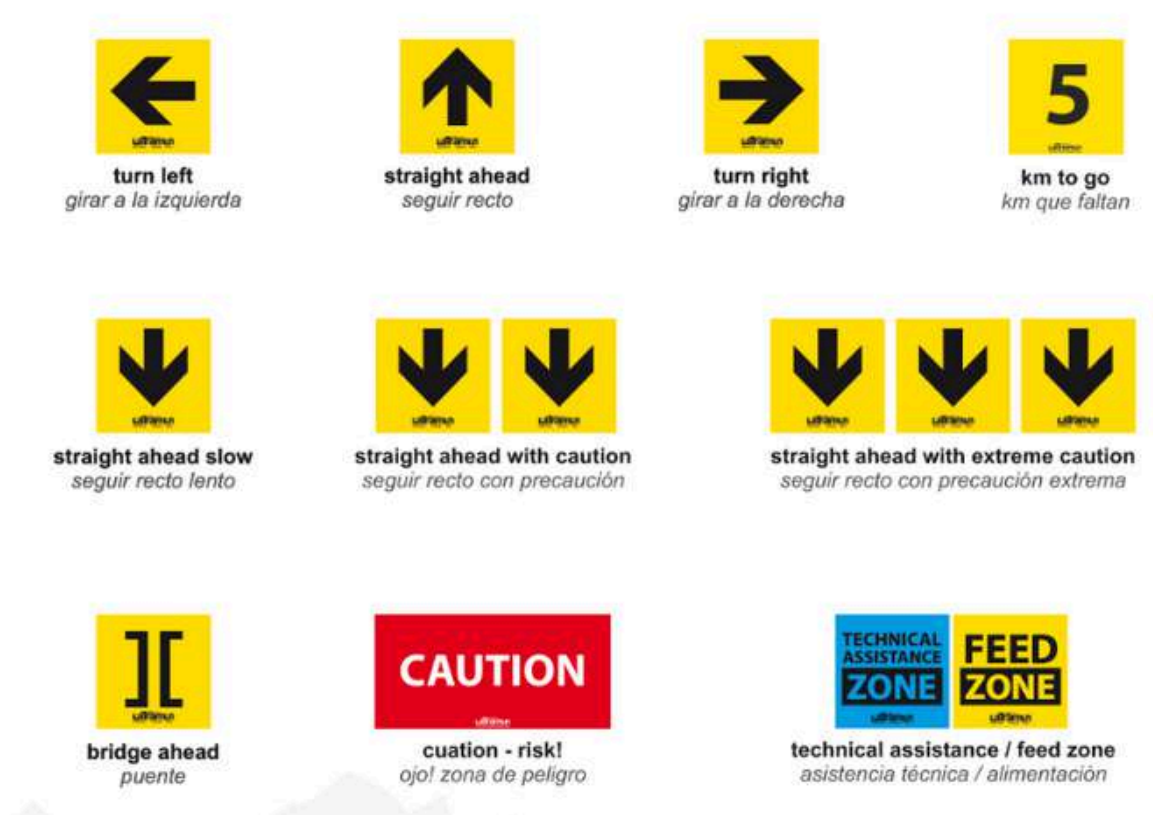 turn left
girar a la izquierda
straight ahead
seguir recto
turn right
girar a la derecha
5
km to go
km que faltan
straight ahead slow
seguir recto lento
straight ahead with caution
seguir recto con precaución
straight ahead with extreme caution
seguir recto con precaución extrema
][
bridge ahead
puente
CAUTION
cuation - risk!
ojo! zona de peligro
TECHNICAL
ASSISTANCE
ZONE
FEED
ZONE
technical assistance / feed zone
asistencia técnica / alimentación